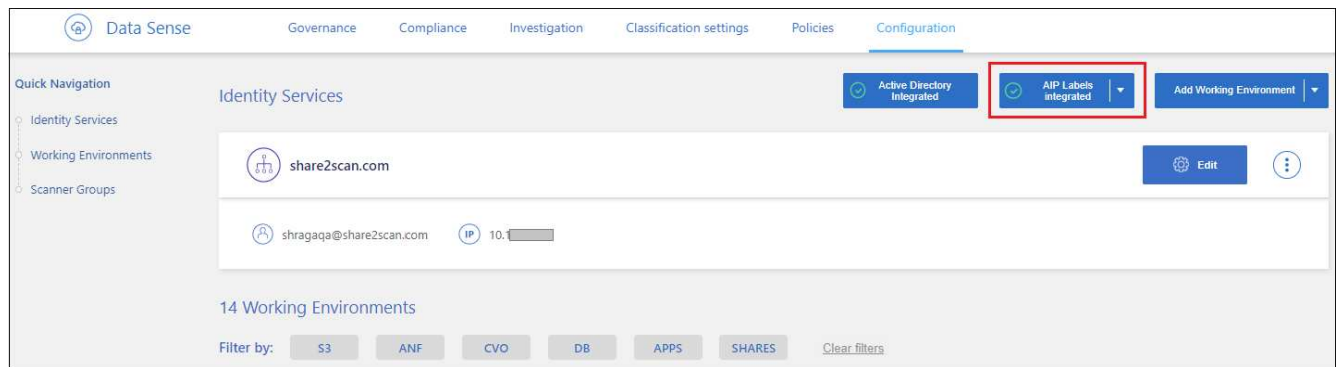 Data Sense Governance Compliance Investigation Classification settings Policies Configuration
Quick Navigation
Identity Services
Working Environments
Scanner Groups
Identity Services
Active Directory
Integrated
AIP Labels
integrated
Add Working Environment
share2scan.com
Edit
shragaqa@share2scan.com IP 10.1
14 Working Environments
Filter by: S3 ANF CVO DB APPS SHARES Clear filters